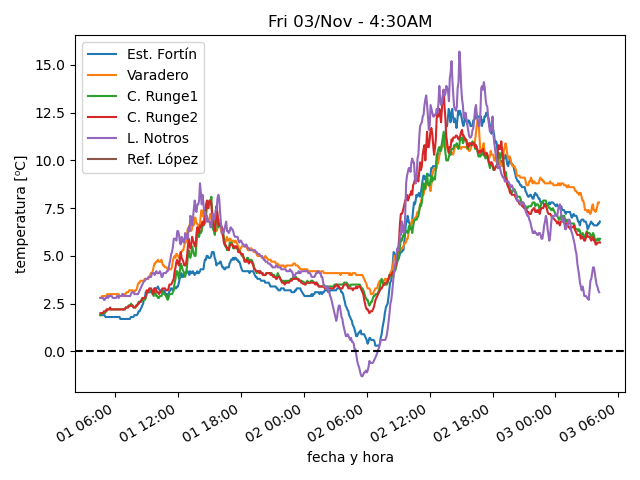 Fri 03/Nov - 4:30AM
temperatura [ºC]
15.0
12.5
10.0
7.5
5.0
2.5
0.0
Est. Fortín
Varadero
C. Runge1
C. Runge2
L. Notros
Ref. López
01 06:00
01 12:00
01 18:00
02 00:00
02 06:00
02 12:00
02 18:00
03 00:00
03 06:00
fecha y hora